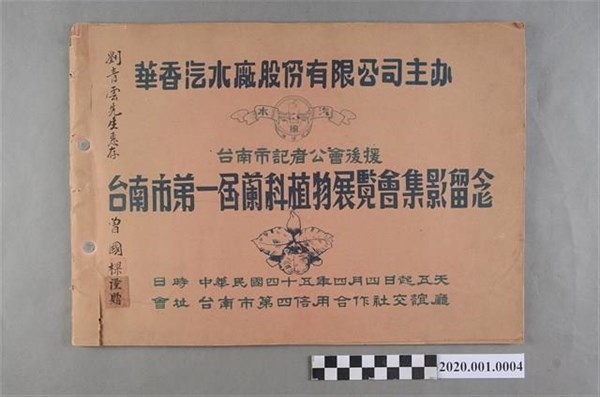 華香汽水廠股份有限公司主办
汽水
台南市記者公會後援
台南市第一屆蘭科植物展覽會集影留念
日時 中華民國四十五年四月四日起五天
會址 台南市第四信用合作社交誼廳
劉青雲先生惠存
曾國樑謹贈
2020.001.0004